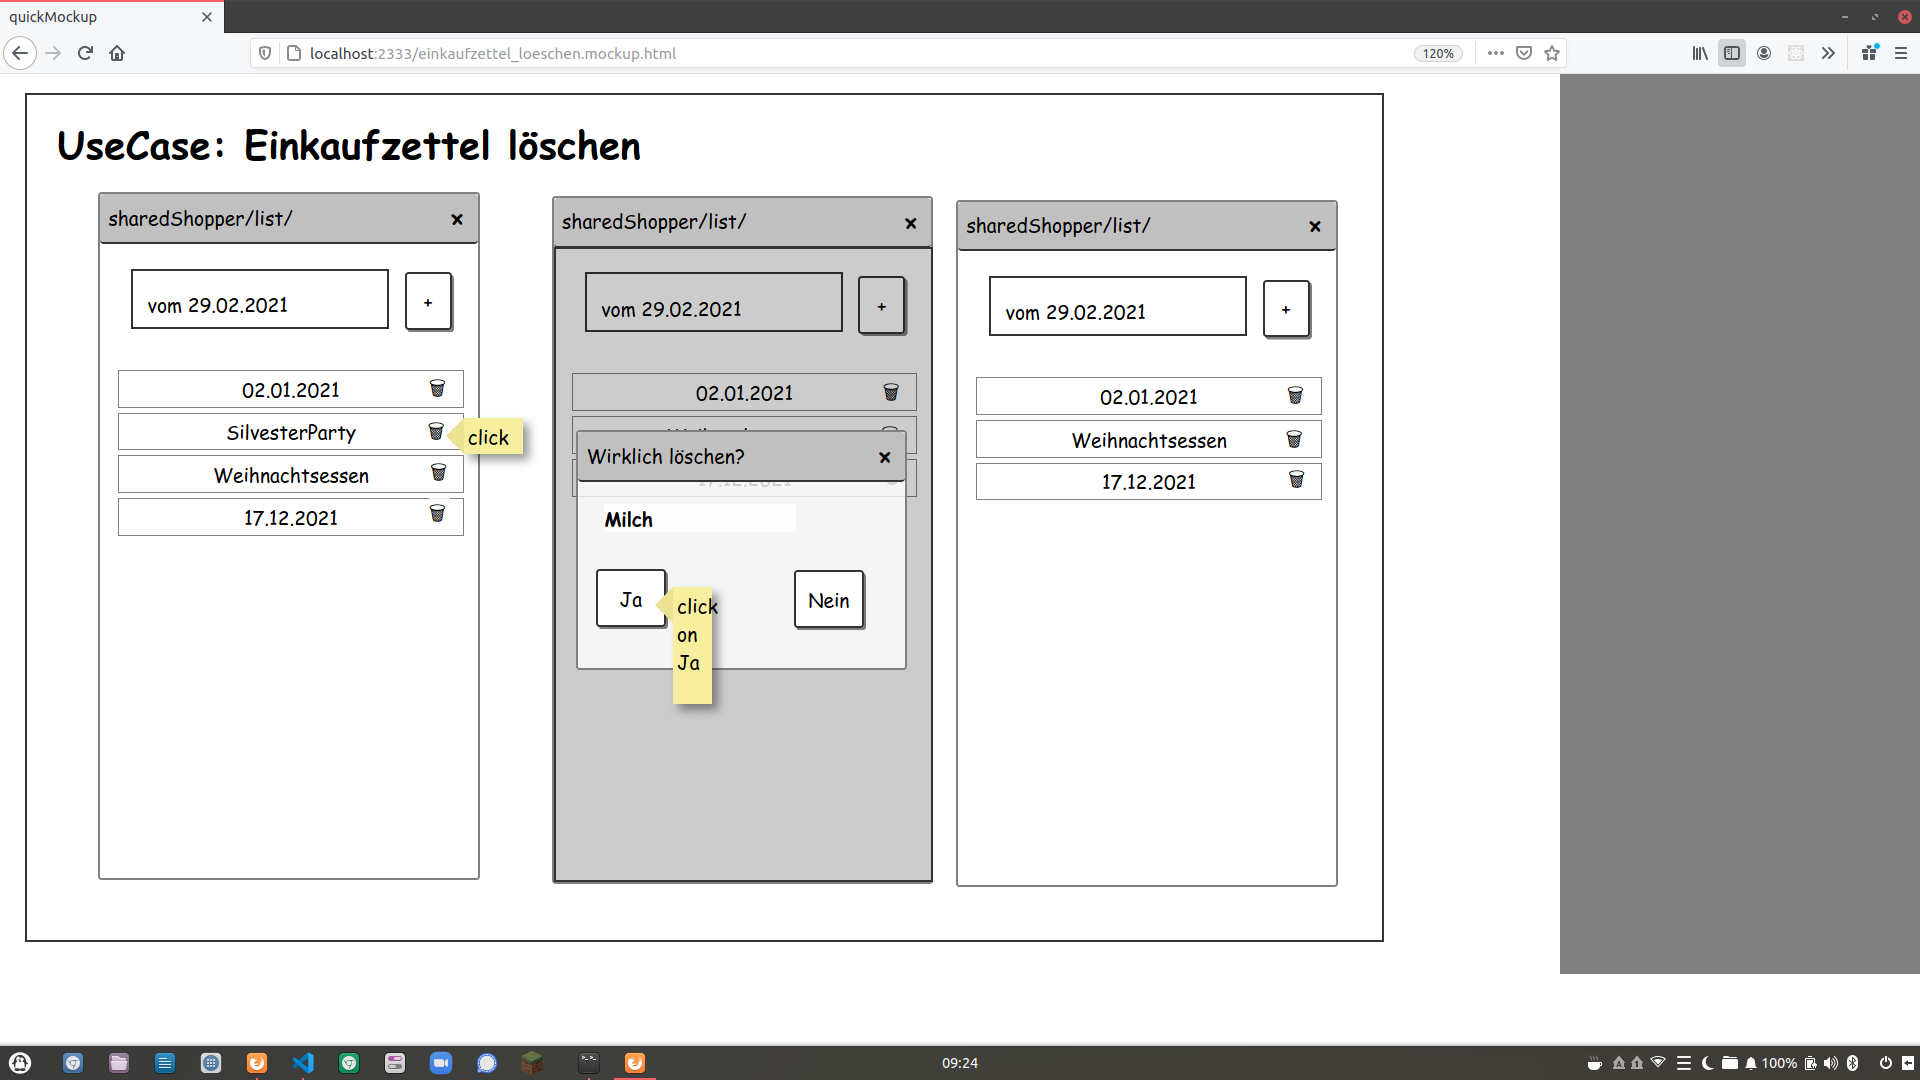 quickMockup
localhost:2333/einkaufzettel_loeschen.mockup.html
120%
UseCase: Einkaufzettel löschen
sharedShopper/list/
vom 29.02.2021
+
02.01.2021
SilvesterParty
click
Weihnachtsessen
17.12.2021
sharedShopper/list/
vom 29.02.2021
+
02.01.2021
Wirklich löschen?
17.12.2021
Milch
Ja
click
on
Ja
Nein
sharedShopper/list/
vom 29.02.2021
+
02.01.2021
Weihnachtsessen
17.12.2021
09:24
100%